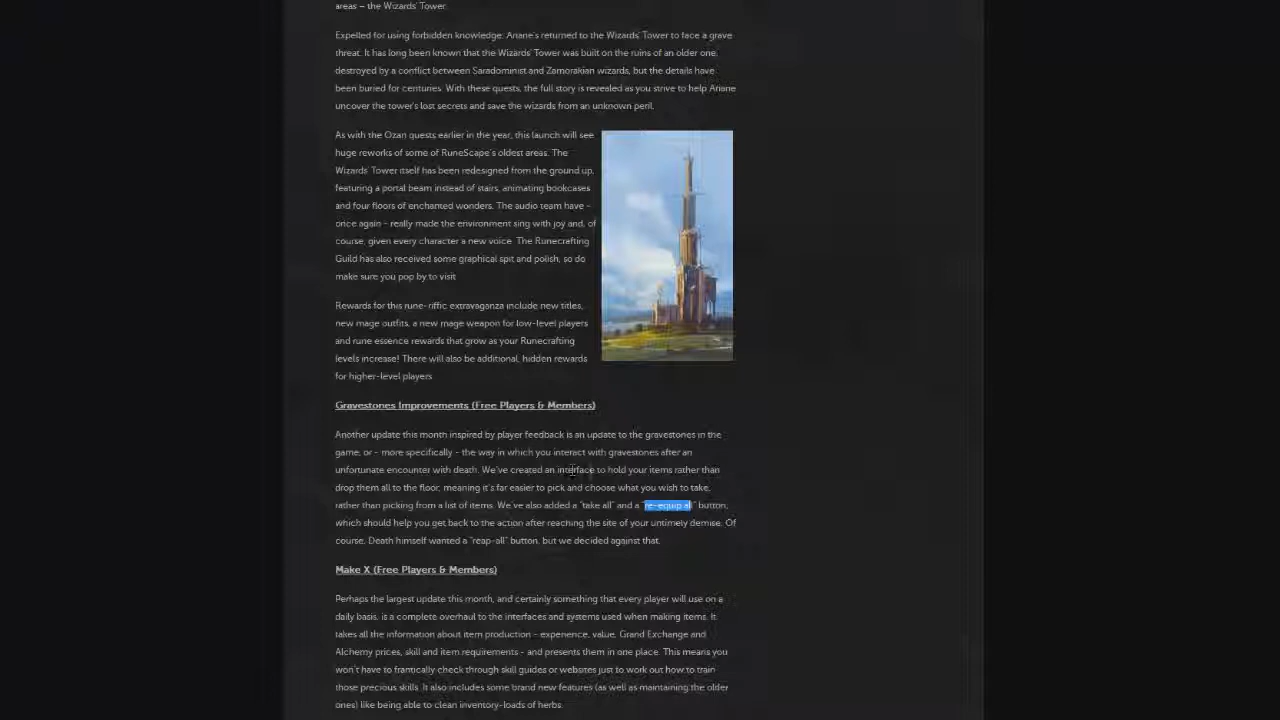 areas – the Wizards' Tower.
Expelled for using forbidden knowledge: Ariane's returned to the Wizards' Tower to face a grave
threat. It has long been known that the Wizards' Tower was built on the ruins of an older one,
destroyed by a conflict between Saradominist and Zamorakian wizards, but the details have
been buried for centuries. With these quests, the full story is revealed as you strive to help Ariane
uncover the tower's lost secrets and save the wizards from an unknown peril.
As with the Ozan quests earlier in the year, this launch will see
huge reworks of some of RuneScape's oldest areas. The
Wizards' Tower itself has been redesigned from the ground up,
featuring a portal beam instead of stairs, animating bookcases
and four floors of enchanted wonders. The audio team have -
once again - really made the environment sing with joy and, of
course, given every character a new voice. The Runecrafting
Guild has also received some graphical spit and polish, so do
make sure you pop by to visit.
Rewards for this rune-riffic extravaganza include new titles,
new mage outfits, a new mage weapon for low-level players
and rune essence rewards that grow as your Runecrafting
levels increase! There will also be additional, hidden rewards
for higher-level players.
Gravestones Improvements (Free Players & Members)
Another update this month inspired by player feedback is an update to the gravestones in the
game, or - more specifically - the way in which you interact with gravestones after an
unfortunate encounter with death. We've created an interface to hold your items rather than
drop them all to the floor, meaning it's far easier to pick and choose what you wish to take,
rather than picking from a list of items. We've also added a "take all" and a "re-equip all" button,
which should help you get back to the action after reaching the site of your untimely demise. Of
course, Death himself wanted a "reap-all" button, but we decided against that.
Make X (Free Players & Members)
Perhaps the largest update this month, and certainly something that every player will use on a
daily basis, is a complete overhaul to the interfaces and systems used when making items. It
takes all the information about item production - experience, value, Grand Exchange and
Alchemy prices, skill and item requirements - and presents them in one place. This means you
won't have to frantically check through skill guides or websites just to work out how to train
those precious skills. It also includes some brand new features (as well as maintaining the older
ones) like being able to clean inventory-loads of herbs.